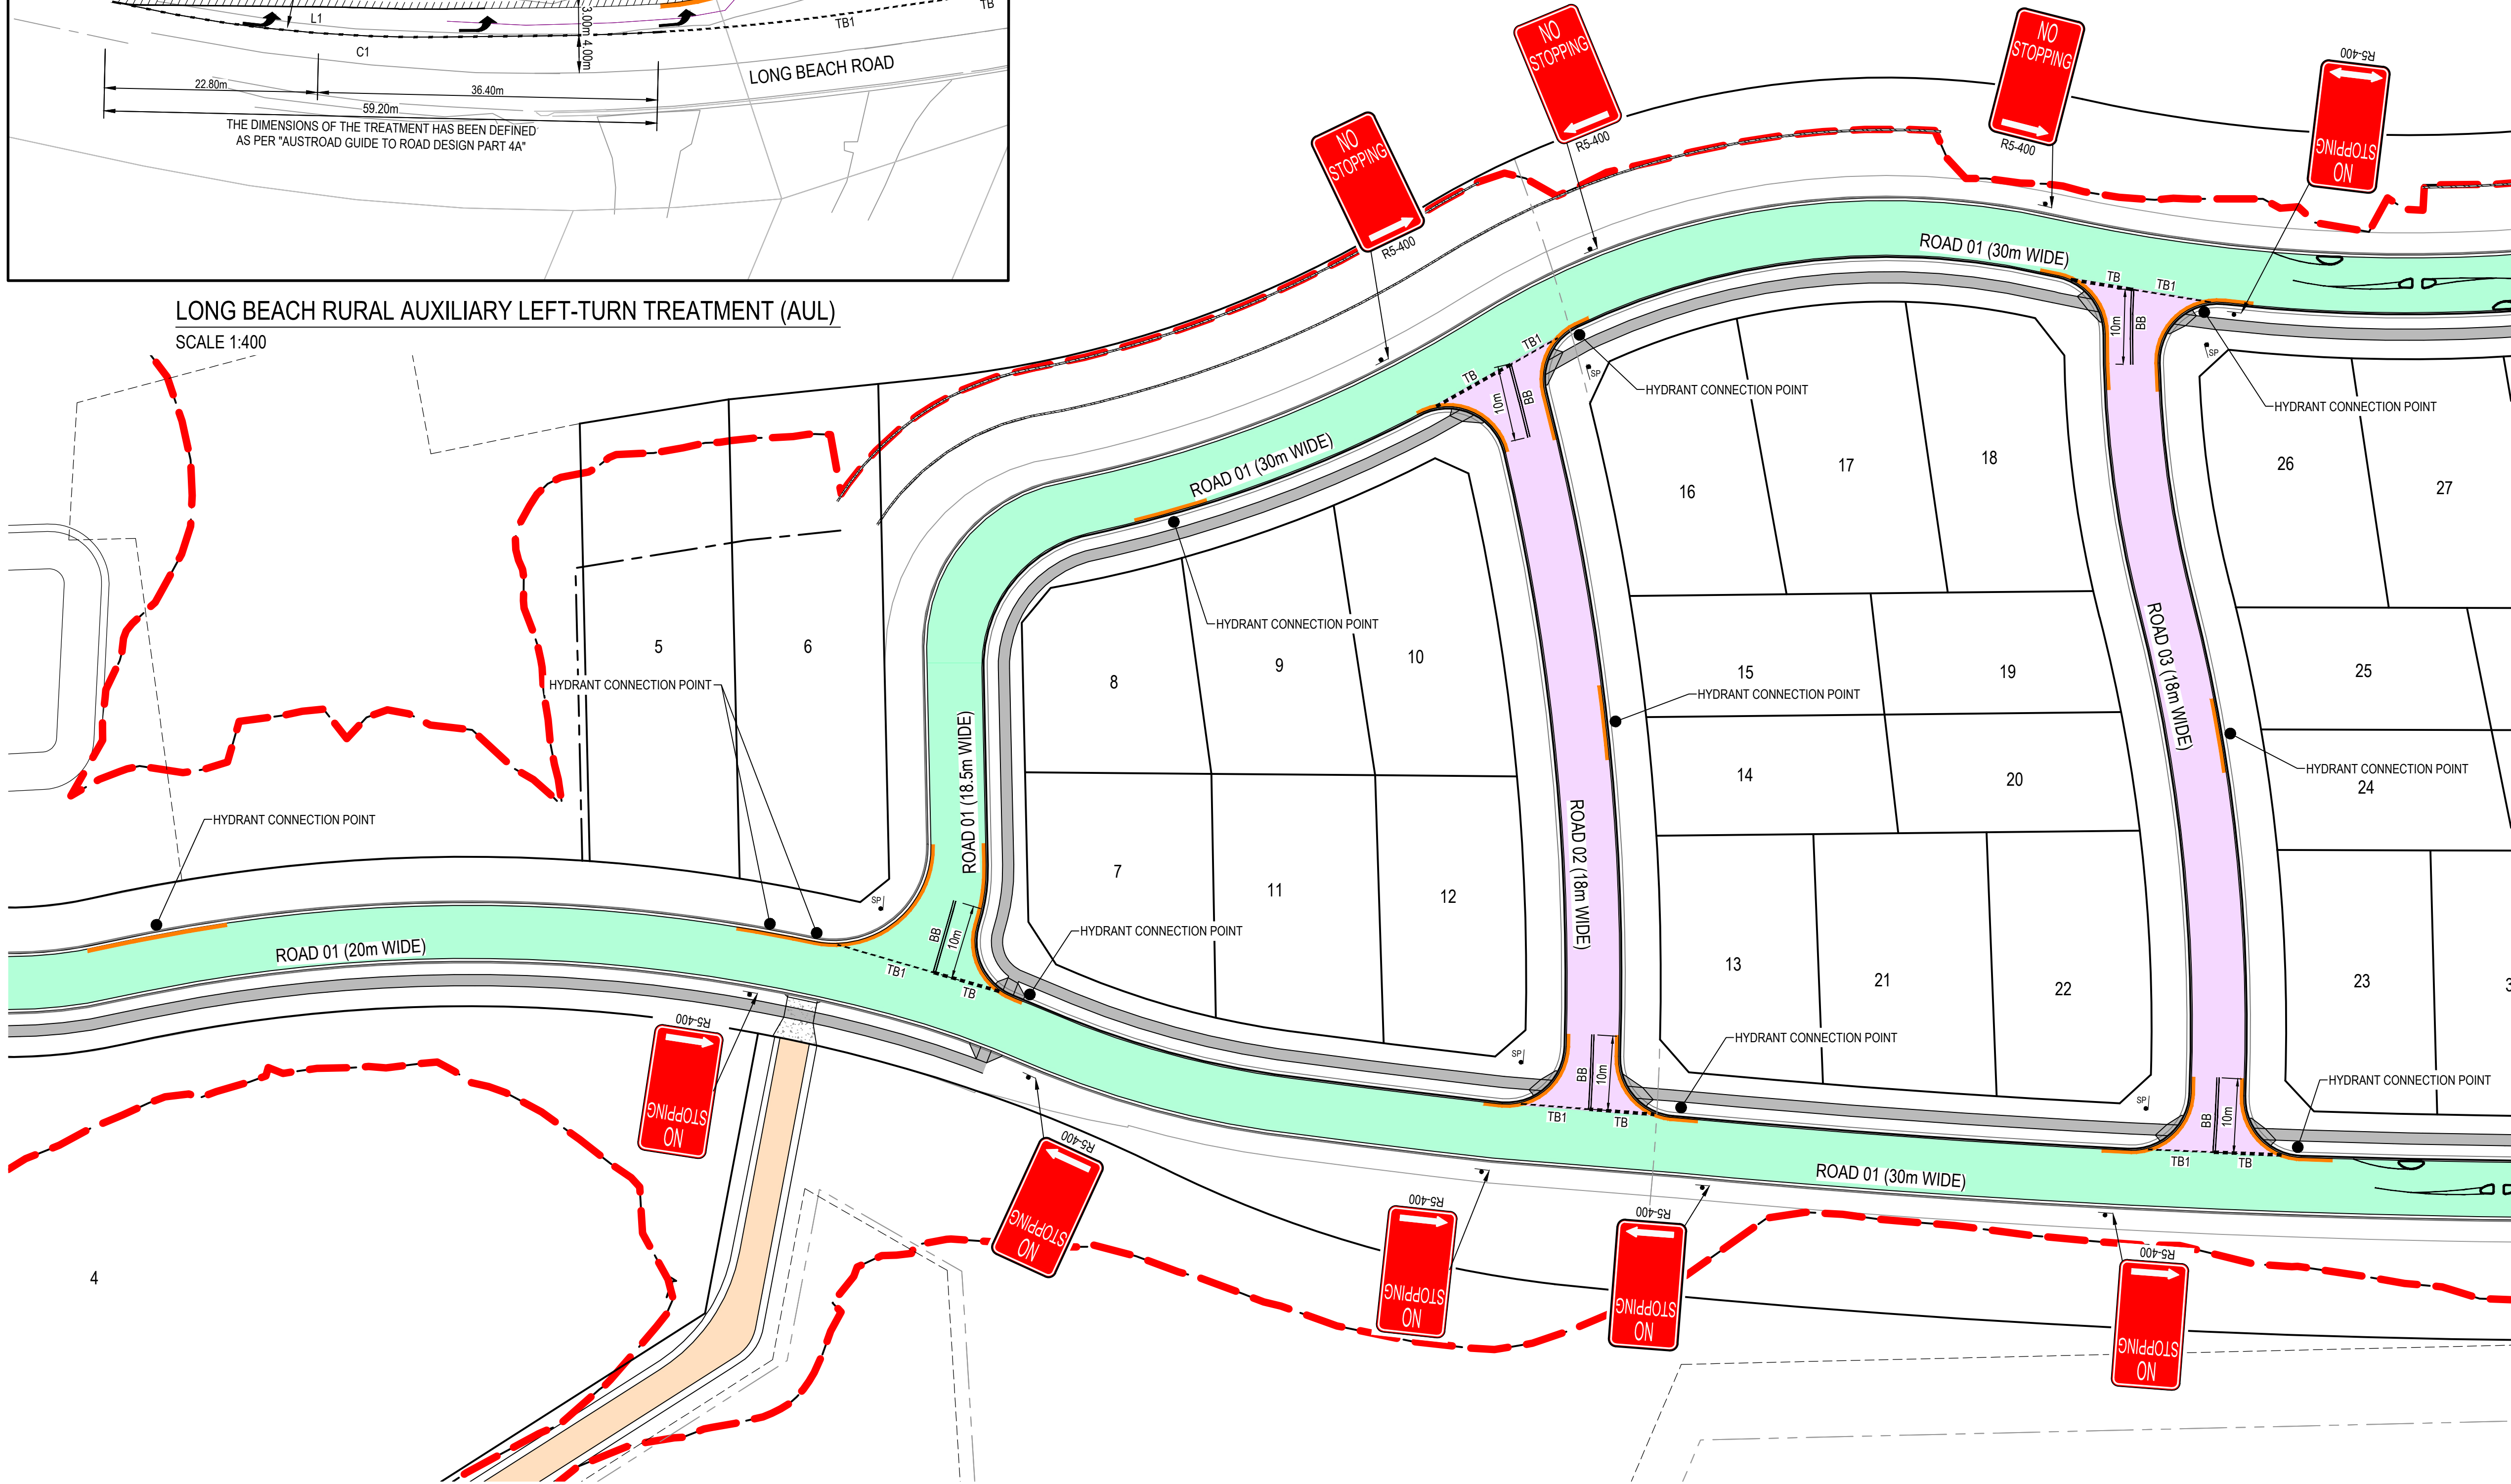 L1
C1
3.00m
4.00m
TB1
TB
LONG BEACH ROAD
22.80m
36.40m
59.20m
THE DIMENSIONS OF THE TREATMENT HAS BEEN DEFINED
AS PER "AUSTROAD GUIDE TO ROAD DESIGN PART 4A"
LONG BEACH RURAL AUXILIARY LEFT-TURN TREATMENT (AUL)
SCALE 1:400
NO
STOPPING
R5-400
NO
STOPPING
R5-400
NO
STOPPING
R5-400
R5-400
NO
STOPPING
ROAD 01 (30m WIDE)
TB
TB1
10m
BB
SP
HYDRANT CONNECTION POINT
TB1
TB
10m
BB
SP
HYDRANT CONNECTION POINT
ROAD 01 (30m WIDE)
HYDRANT CONNECTION POINT
5
6
8
9
10
16
17
18
26
27
15
19
25
14
20
24
7
11
12
13
21
22
23
HYDRANT CONNECTION POINT
HYDRANT CONNECTION POINT
HYDRANT CONNECTION POINT
HYDRANT CONNECTION POINT
ROAD 01 (18.5m WIDE)
ROAD 02 (18m WIDE)
ROAD 03 (18m WIDE)
SP
BB
10m
TB1
TB
HYDRANT CONNECTION POINT
ROAD 01 (20m WIDE)
HYDRANT CONNECTION POINT
HYDRANT CONNECTION POINT
SP
BB
10m
TB1
TB
SP
BB
10m
TB1
TB
ROAD 01 (30m WIDE)
R5-400
NO
STOPPING
R5-400
NO
STOPPING
R5-400
NO
STOPPING
R5-400
NO
STOPPING
R5-400
NO
STOPPING
4